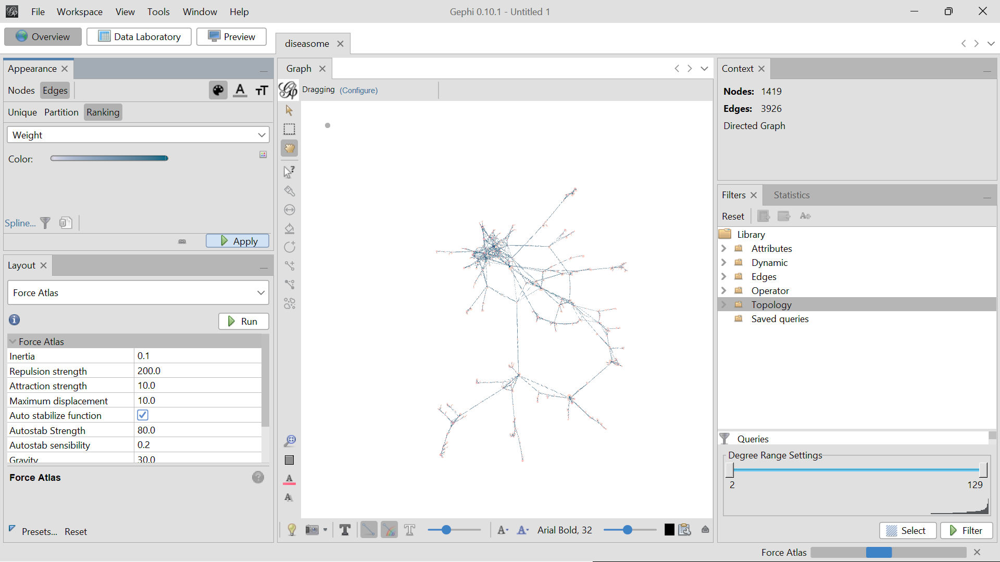 File Workspace View Tools Window Help
Gephi 0.10.1 - Untitled 1
Overview Data Laboratory Preview
diseasome
Appearance
Nodes Edges
Unique Partition Ranking
Weight
Color:
Spline...
Apply
Layout
Force Atlas
Run
Force Atlas
Inertia 0.1
Repulsion strength 200.0
Attraction strength 10.0
Maximum displacement 10.0
Auto stabilize function
Autostab Strength 80.0
Autostab sensibility 0.2
Gravity 30.0
Force Atlas
Presets... Reset
Graph
Dragging (Configure)
Arial Bold, 32
Context
Nodes: 1419
Edges: 3926
Directed Graph
Filters Statistics
Reset
Library
Attributes
Dynamic
Edges
Operator
Topology
Saved queries
Queries
Degree Range Settings
2 129
Select Filter
Force Atlas